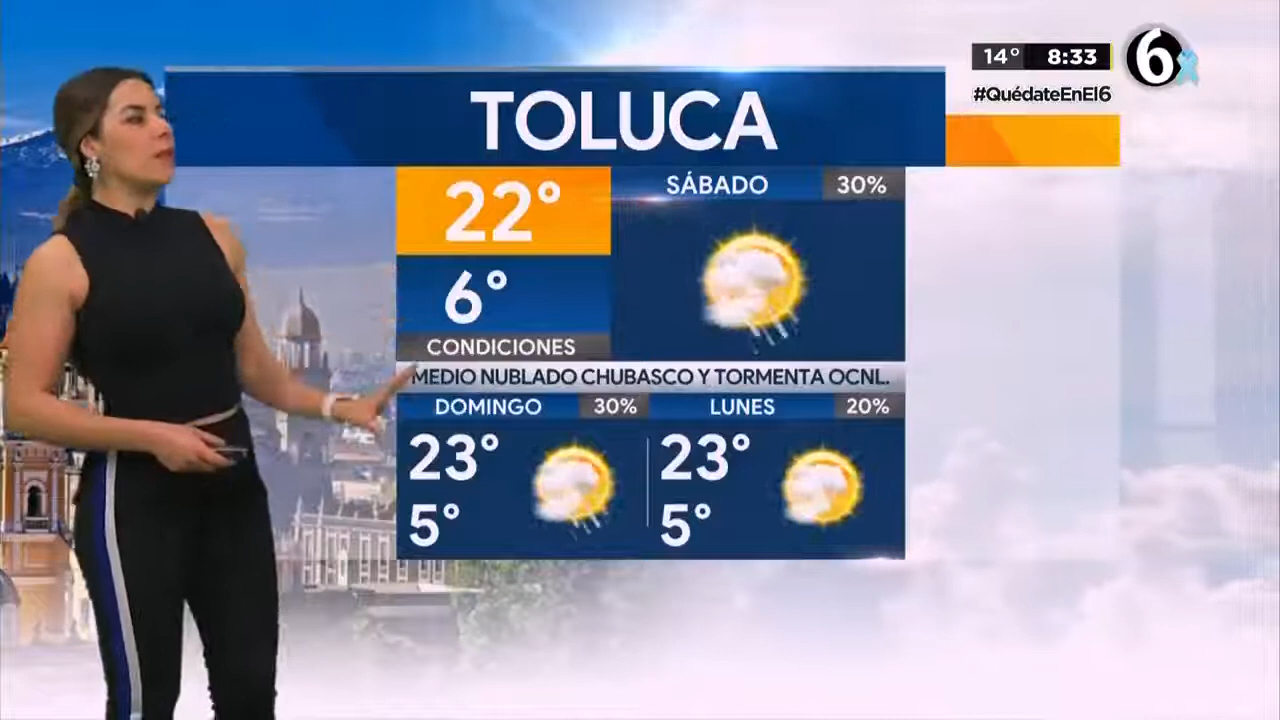 14° 8:33
6
#QuédateEnEl6
TOLUCA
22°
6°
CONDICIONES
SÁBADO 30%
MEDIO NUBLADO CHUBASCO Y TORMENTA OCNL.
DOMINGO 30%
23°
5°
LUNES 20%
23°
5°